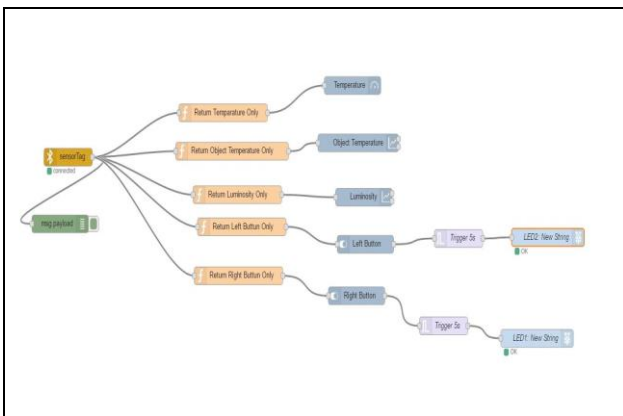 Temperature
Return Temparature Only
Return Object Temperature Only
Object Temperature
sensorTag
connected
Return Luminosity Only
Luminosity
msg.payload
Return Left Buttun Only
Left Button
Trigger 5s
LED2: New String
OK
Return Right Buttun Only
Right Button
Trigger 5s
LED1: New String
OK